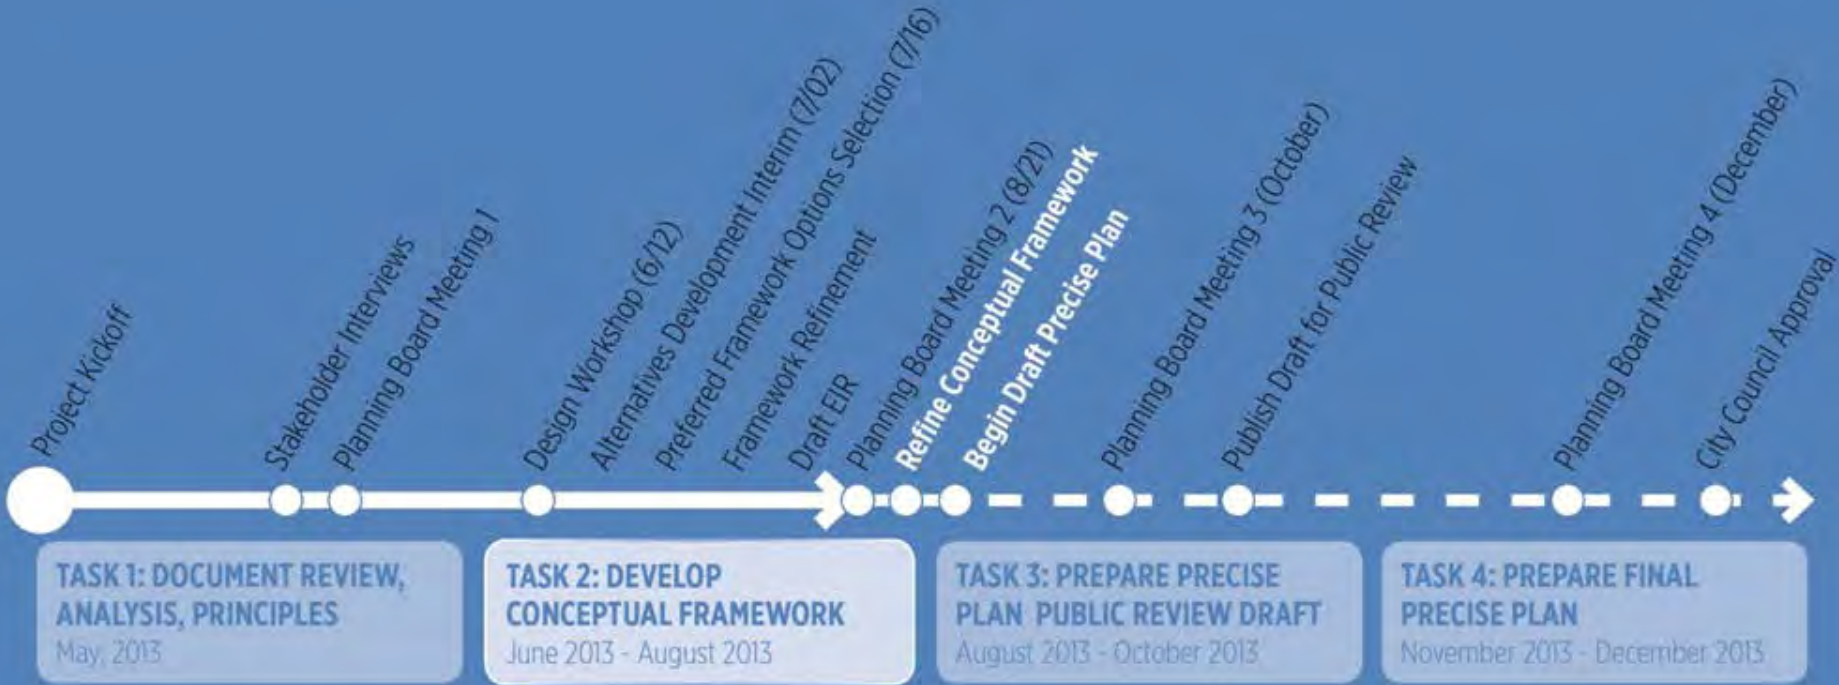 Project Kickoff
Stakeholder Interviews
Planning Board Meeting 1
Design Workshop (6/12)
Alternatives Development Interim (7/02)
Preferred Framework Options Selection (7/16)
Framework Refinement
Draft EIR
Planning Board Meeting 2 (8/21)
Refine Conceptual Framework
Begin Draft Precise Plan
Planning Board Meeting 3 (October)
Publish Draft for Public Review
Planning Board Meeting 4 (December)
City Council Approval
TASK 1: DOCUMENT REVIEW,
ANALYSIS, PRINCIPLES
May, 2013
TASK 2: DEVELOP
CONCEPTUAL FRAMEWORK
June 2013 - August 2013
TASK 3: PREPARE PRECISE
PLAN PUBLIC REVIEW DRAFT
August 2013 - October 2013
TASK 4: PREPARE FINAL
PRECISE PLAN
November 2013 - December 2013